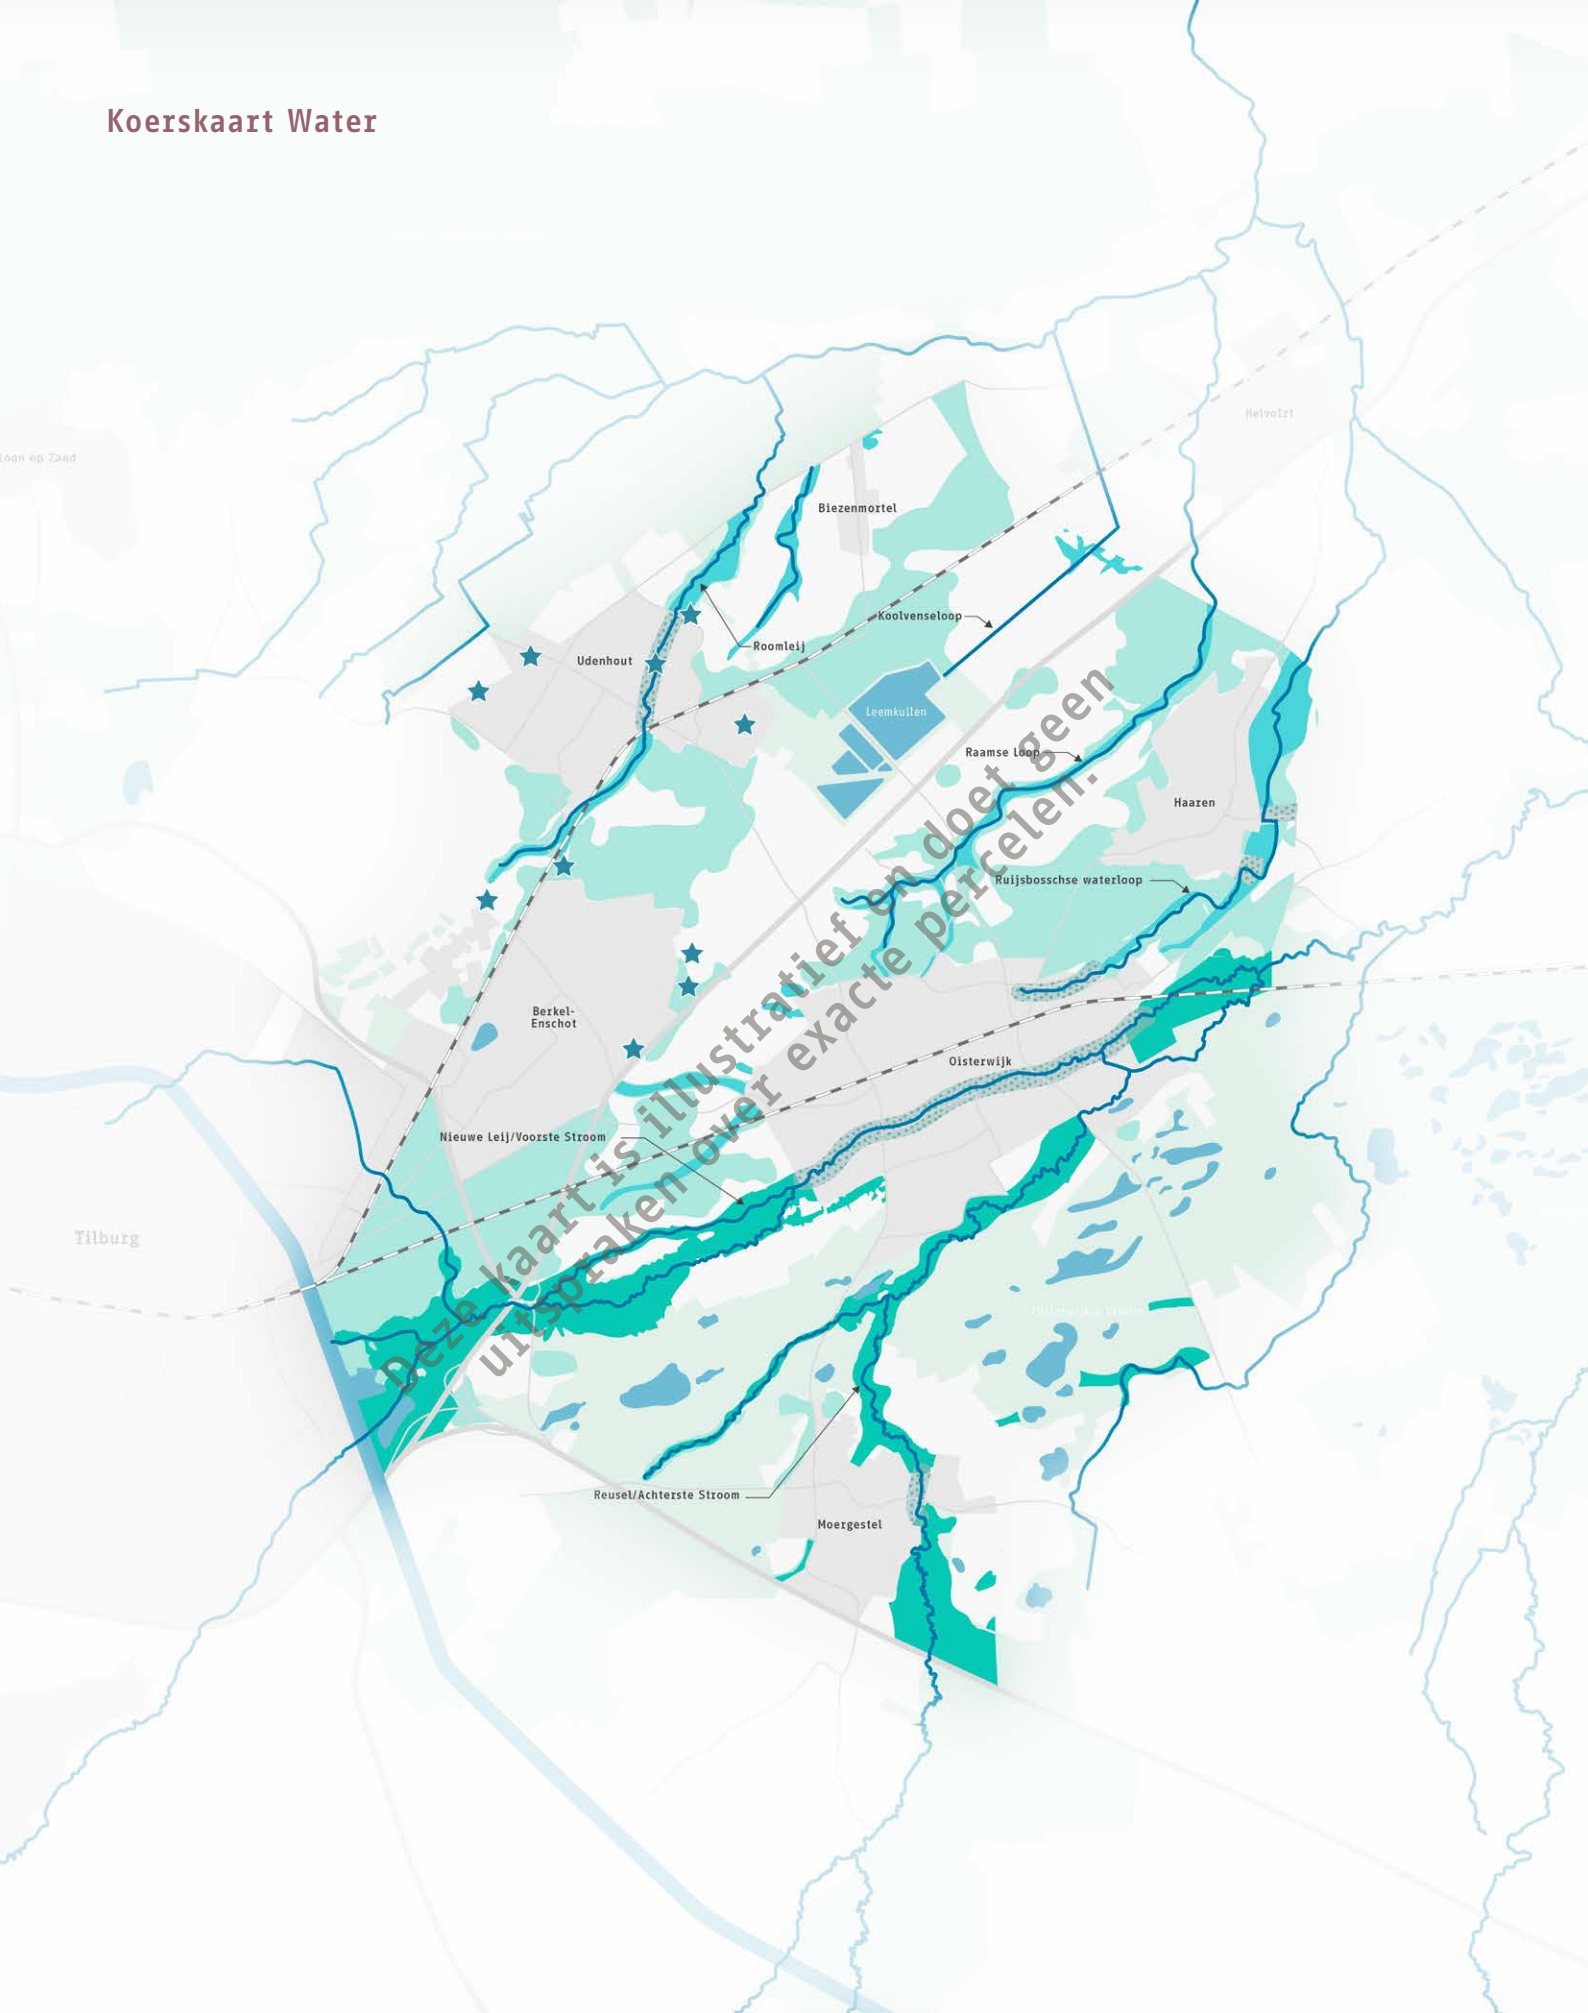 Koerskaart Water
Helvoirt
Loon op Zand
Biezenmortel
Koolvenseloop
Roomleij
Udenhout
Leemkuilen
Raamse Loop
Haaren
Ruijsbosschse waterloop
Berkel-
Enschot
Oisterwijk
Nieuwe Leij/Voorste Stroom
Tilburg
Deze kaart is illustratief en doet geen
uitspraken over exacte percelen.
Reusel/Achterste Stroom
Moergestel